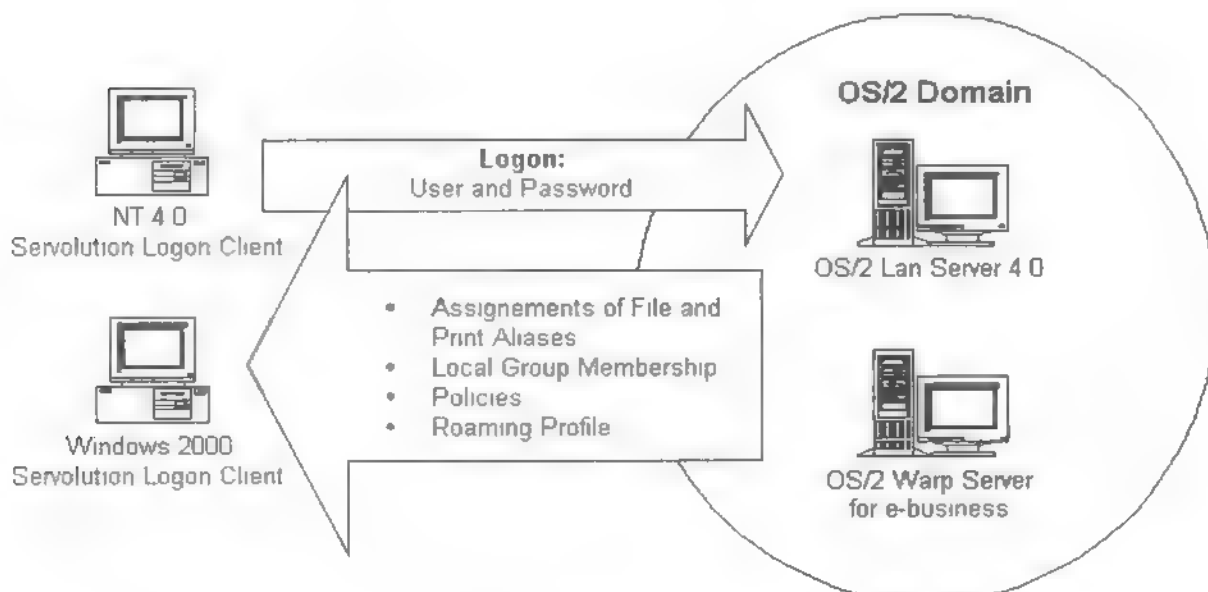 OS/2 Domain
Logon:
User and Password
NT 4 0
Servolution Logon Client
OS/2 Lan Server 4 0
• Assignements of File and
Print Aliases
• Local Group Membership
• Policies
• Roaming Profile
Windows 2000
Servolution Logon Client
OS/2 Warp Server
for e-business